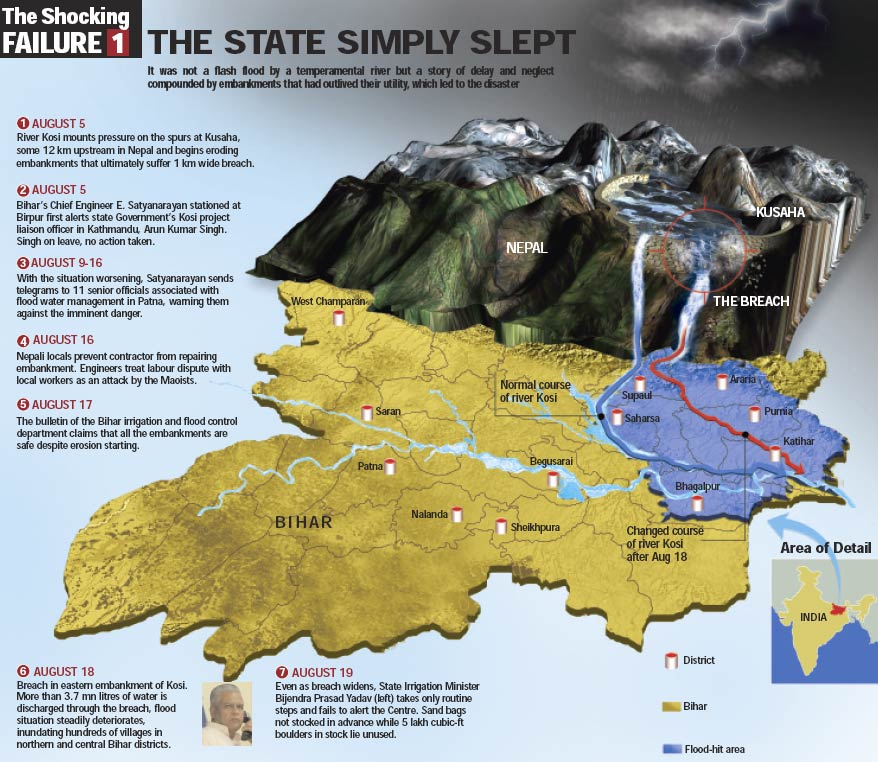 The Shocking
FAILURE 1
THE STATE SIMPLY SLEPT
It was not a flash flood by a temperamental river but a story of delay and neglect
compounded by embankments that had outlived their utility, which led to the disaster
1 AUGUST 5
River Kosi mounts pressure on the spurs at Kusaha,
some 12 km upstream in Nepal and begins eroding
embankments that ultimately suffer 1 km wide breach.
2 AUGUST 5
Bihar's Chief Engineer E. Satyanarayan stationed at
Birpur first alerts state Government's Kosi project
liaison officer in Kathmandu, Arun Kumar Singh.
Singh on leave, no action taken.
3 AUGUST 9-16
With the situation worsening, Satyanarayan sends
telegrams to 11 senior officials associated with
flood water management in Patna, warning them
against the imminent danger.
4 AUGUST 16
Nepali locals prevent contractor from repairing
embankment. Engineers treat labour dispute with
local workers as an attack by the Maoists.
5 AUGUST 17
The bulletin of the Bihar irrigation and flood control
department claims that all the embankments are
safe despite erosion starting.
KUSAHA
NEPAL
THE BREACH
West Champaran
Normal course
of river Kosi
Supaul
Araria
Saran
Saharsa
Purnia
Katihar
Patna
Begusarai
Bhagalpur
BIHAR
Nalanda
Sheikhpura
Changed course
of river Kosi
after Aug 18
Area of Detail
INDIA
6 AUGUST 18
Breach in eastern embankment of Kosi.
More than 3.7 mn litres of water is
discharged through the breach, flood
situation steadily deteriorates,
inundating hundreds of villages in
northern and central Bihar districts.
7 AUGUST 19
Even as breach widens, State Irrigation Minister
Bijendra Prasad Yadav (left) takes only routine
steps and fails to alert the Centre. Sand bags
not stocked in advance while 5 lakh cubic-ft
boulders in stock lie unused.
District
Bihar
Flood-hit area